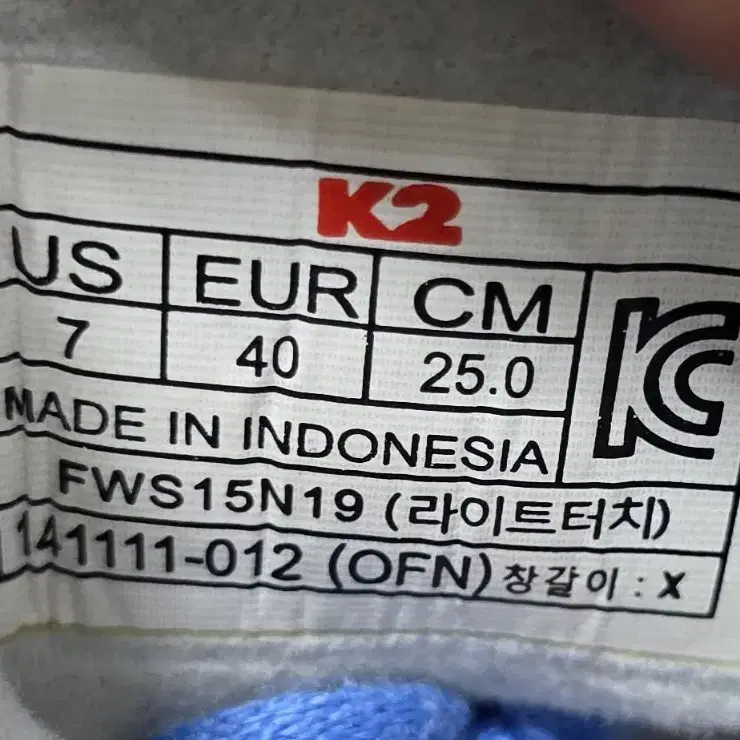 K2
US EUR CM
7 40 25.0
KC
MADE IN INDONESIA
FWS15N19 (라이트터치)
141111-012 (OFN) 창갈이 : X